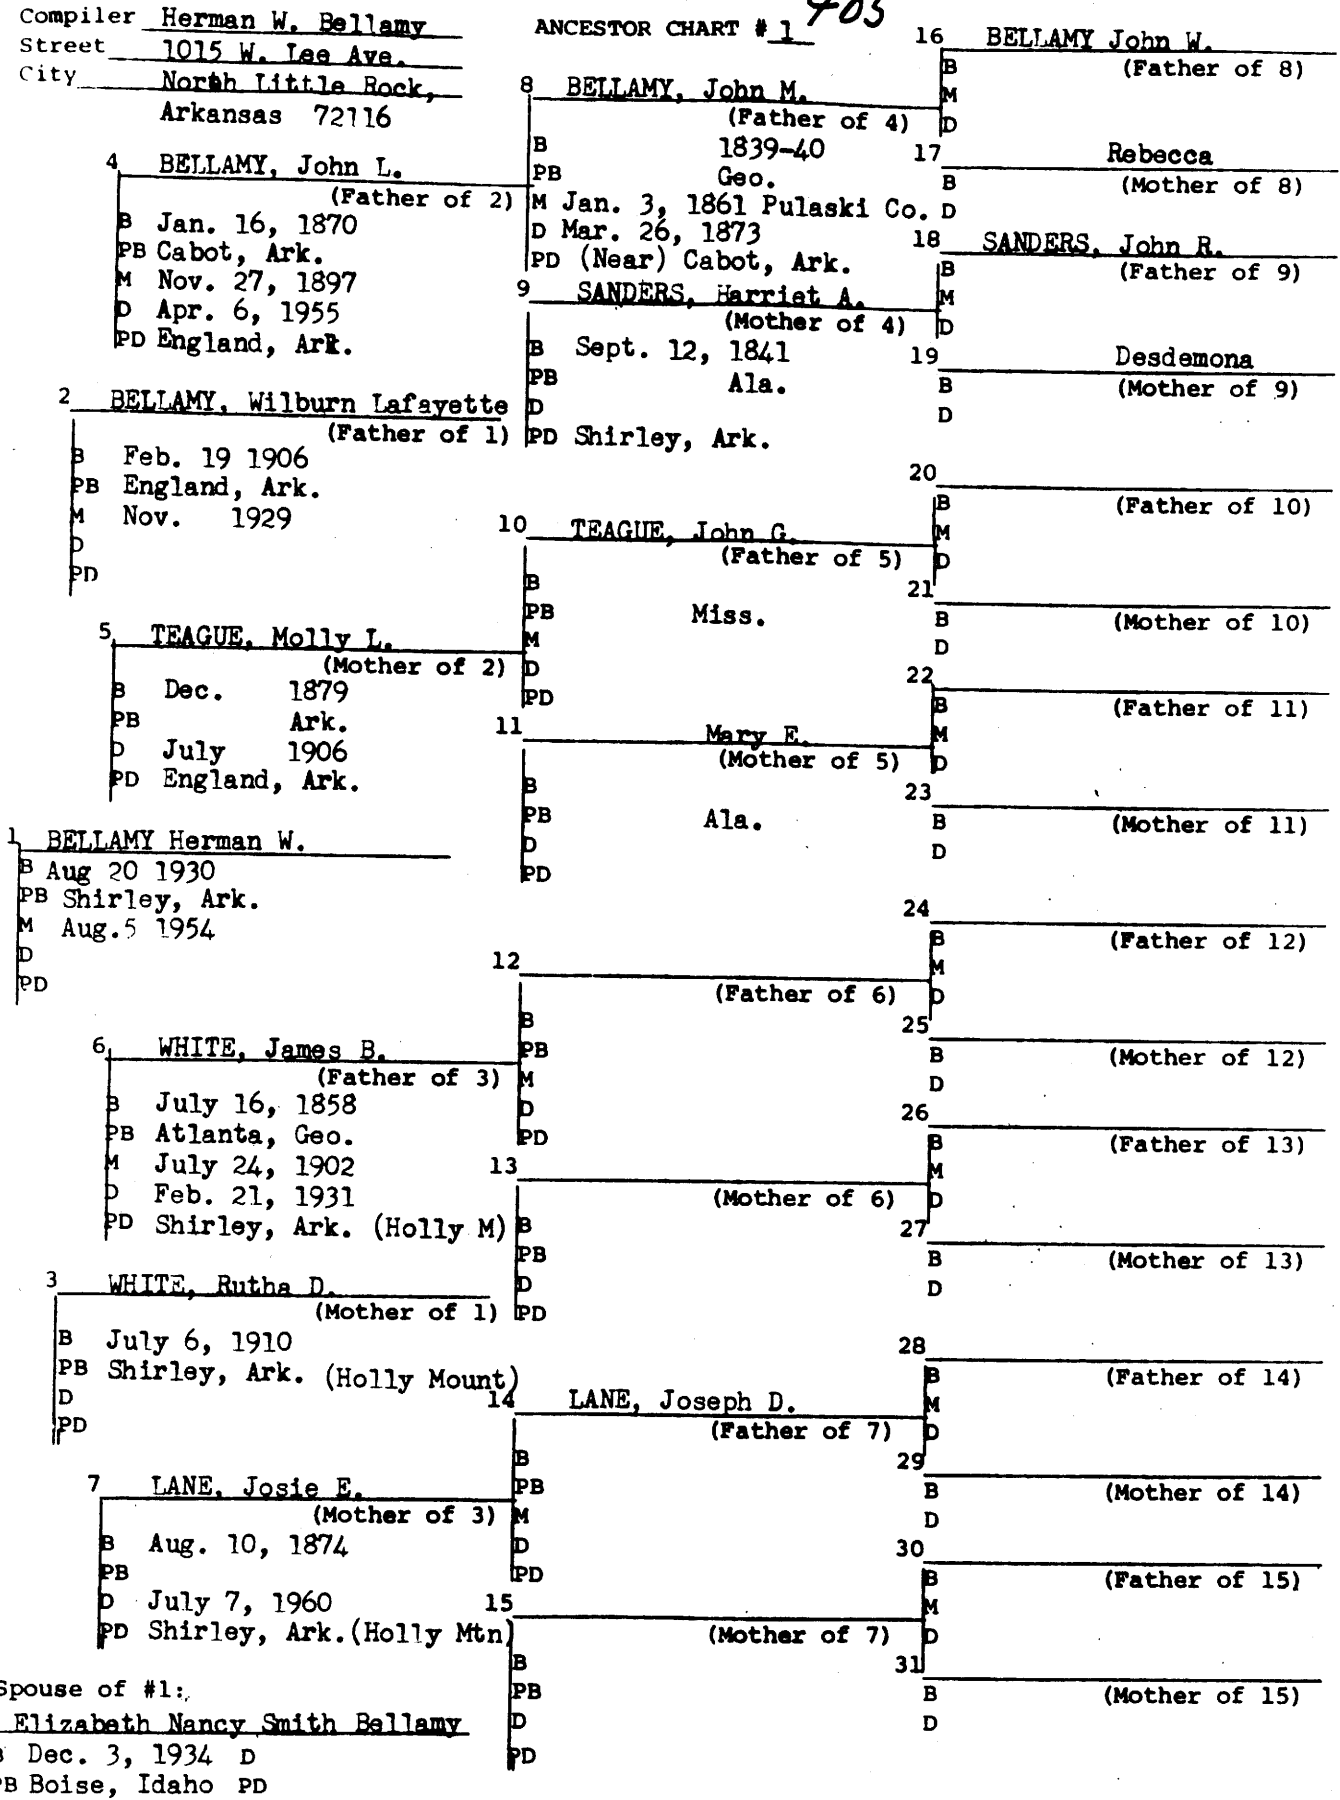 Compiler Herman W. Bellamy
Street 1015 W. Lee Ave.
City North Little Rock,
Arkansas 72116
ANCESTOR CHART # 1
403
1 BELLAMY Herman W.
B Aug 20 1930
PB Shirley, Ark.
M Aug.5 1954
D
PD
2 BELLAMY, Wilburn Lafayette
(Father of 1)
B Feb. 19 1906
PB England, Ark.
M Nov. 1929
D
PD
3 WHITE, Rutha D.
(Mother of 1)
B July 6, 1910
PB Shirley, Ark. (Holly Mount)
D
PD
4 BELLAMY, John L.
(Father of 2)
B Jan. 16, 1870
PB Cabot, Ark.
M Nov. 27, 1897
D Apr. 6, 1955
PD England, Ark.
5 TEAGUE, Molly L.
(Mother of 2)
B Dec. 1879
PB Ark.
D July 1906
PD England, Ark.
6 WHITE, James B.
(Father of 3)
B July 16, 1858
PB Atlanta, Geo.
M July 24, 1902
D Feb. 21, 1931
PD Shirley, Ark. (Holly M)
7 LANE, Josie E.
(Mother of 3)
B Aug. 10, 1874
PB
D July 7, 1960
PD Shirley, Ark.(Holly Mtn)
Spouse of #1:
Elizabeth Nancy Smith Bellamy
B Dec. 3, 1934 D
PB Boise, Idaho PD
8 BELLAMY, John M.
(Father of 4)
B 1839-40
PB Geo.
M Jan. 3, 1861 Pulaski Co.
D Mar. 26, 1873
PD (Near) Cabot, Ark.
9 SANDERS, Harriet A.
(Mother of 4)
B Sept. 12, 1841
PB Ala.
D
PD Shirley, Ark.
10 TEAGUE, John G.
(Father of 5)
B
PB Miss.
M
D
PD
11 Mary E.
(Mother of 5)
B
PB Ala.
D
PD
12
(Father of 6)
B
PB
M
D
PD
13
(Mother of 6)
B
PB
D
PD
14 LANE, Joseph D.
(Father of 7)
B
PB
M
D
PD
15
(Mother of 7)
B
PB
D
PD
16 BELLAMY John W.
(Father of 8)
B
M
D
17 Rebecca
(Mother of 8)
B
D
18 SANDERS, John R.
(Father of 9)
B
M
D
19 Desdemona
(Mother of 9)
B
D
20
(Father of 10)
B
M
D
21
(Mother of 10)
B
D
22
(Father of 11)
B
M
D
23
(Mother of 11)
B
D
24
(Father of 12)
B
M
D
25
(Mother of 12)
B
D
26
(Father of 13)
B
M
D
27
(Mother of 13)
B
D
28
(Father of 14)
B
M
D
29
(Mother of 14)
B
D
30
(Father of 15)
B
M
D
31
(Mother of 15)
B
D